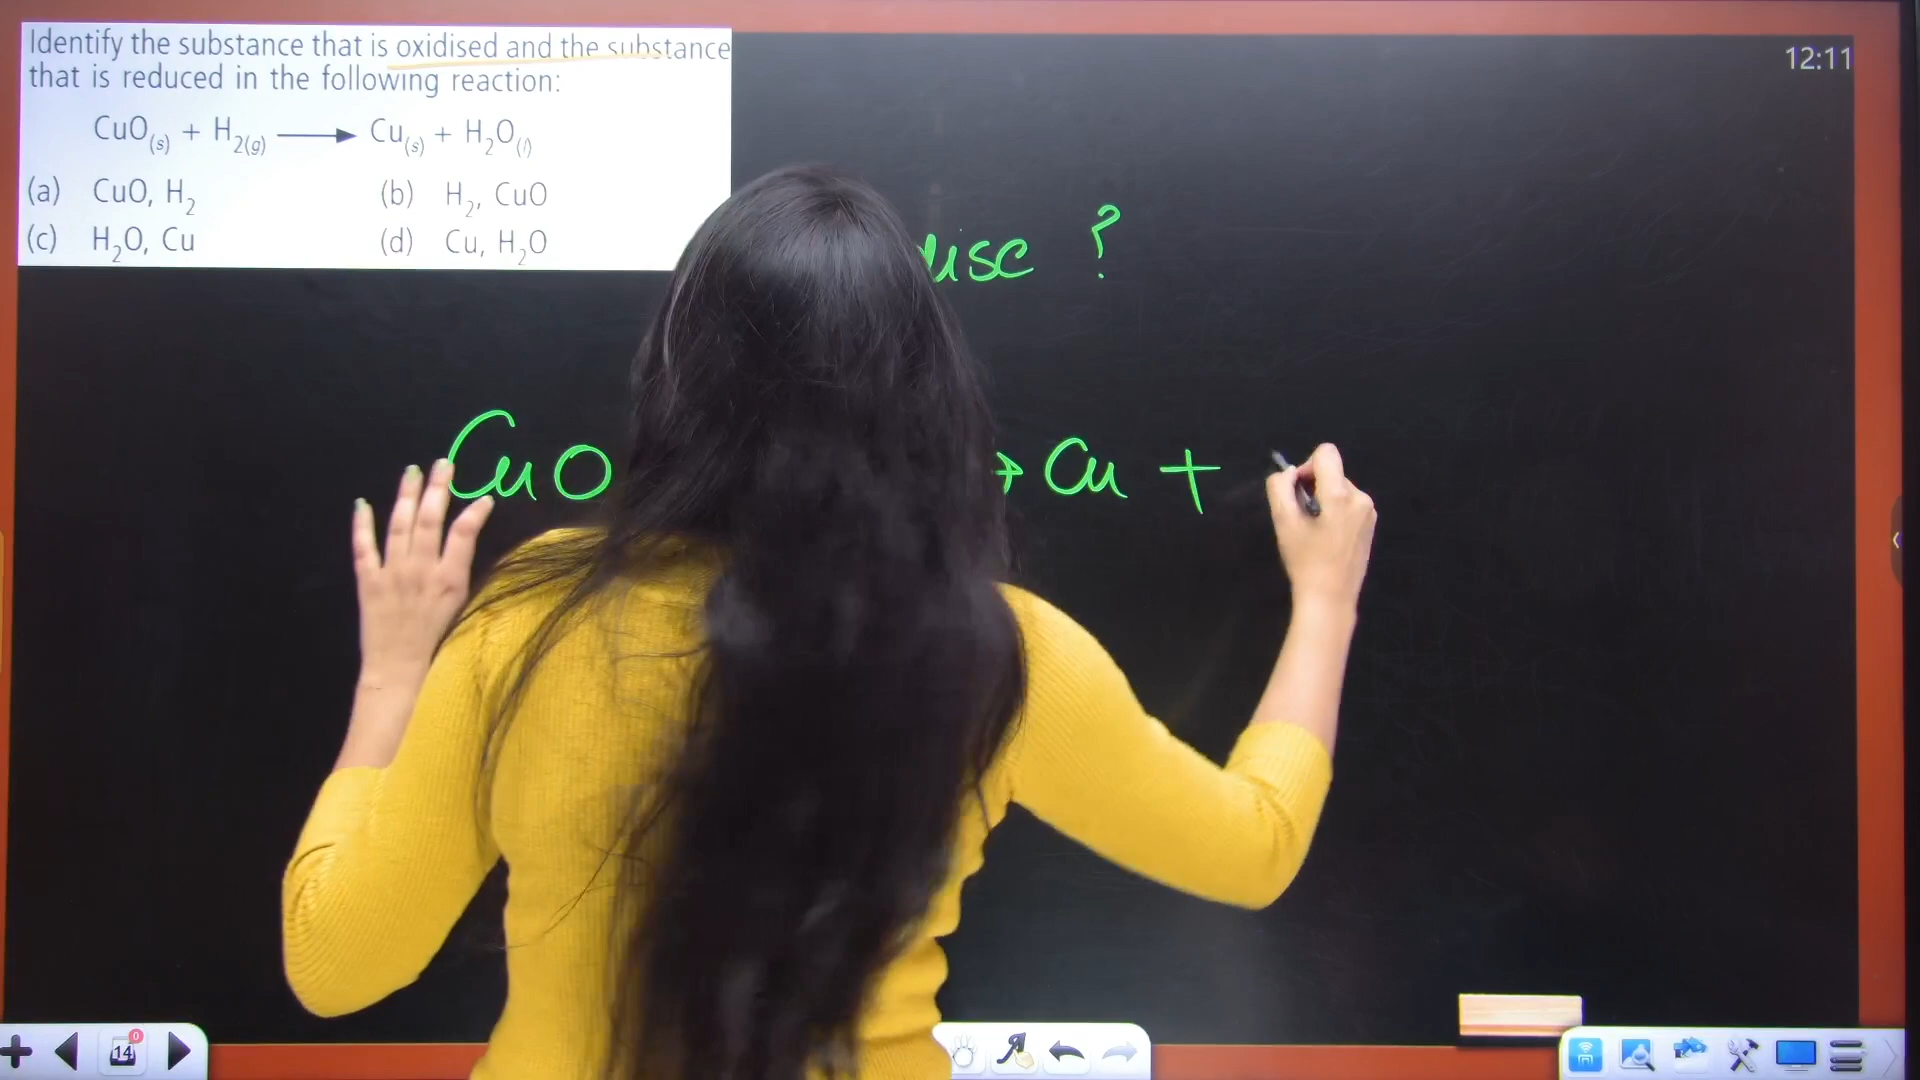 Identify the substance that is oxidised and the substance
that is reduced in the following reaction:
CuO(s) + H2(g) ⟶ Cu(s) + H2O(l)
(a) CuO, H2 (b) H2, CuO
(c) H2O, Cu (d) Cu, H2O
12:11
?
CuO → Cu +
14
0